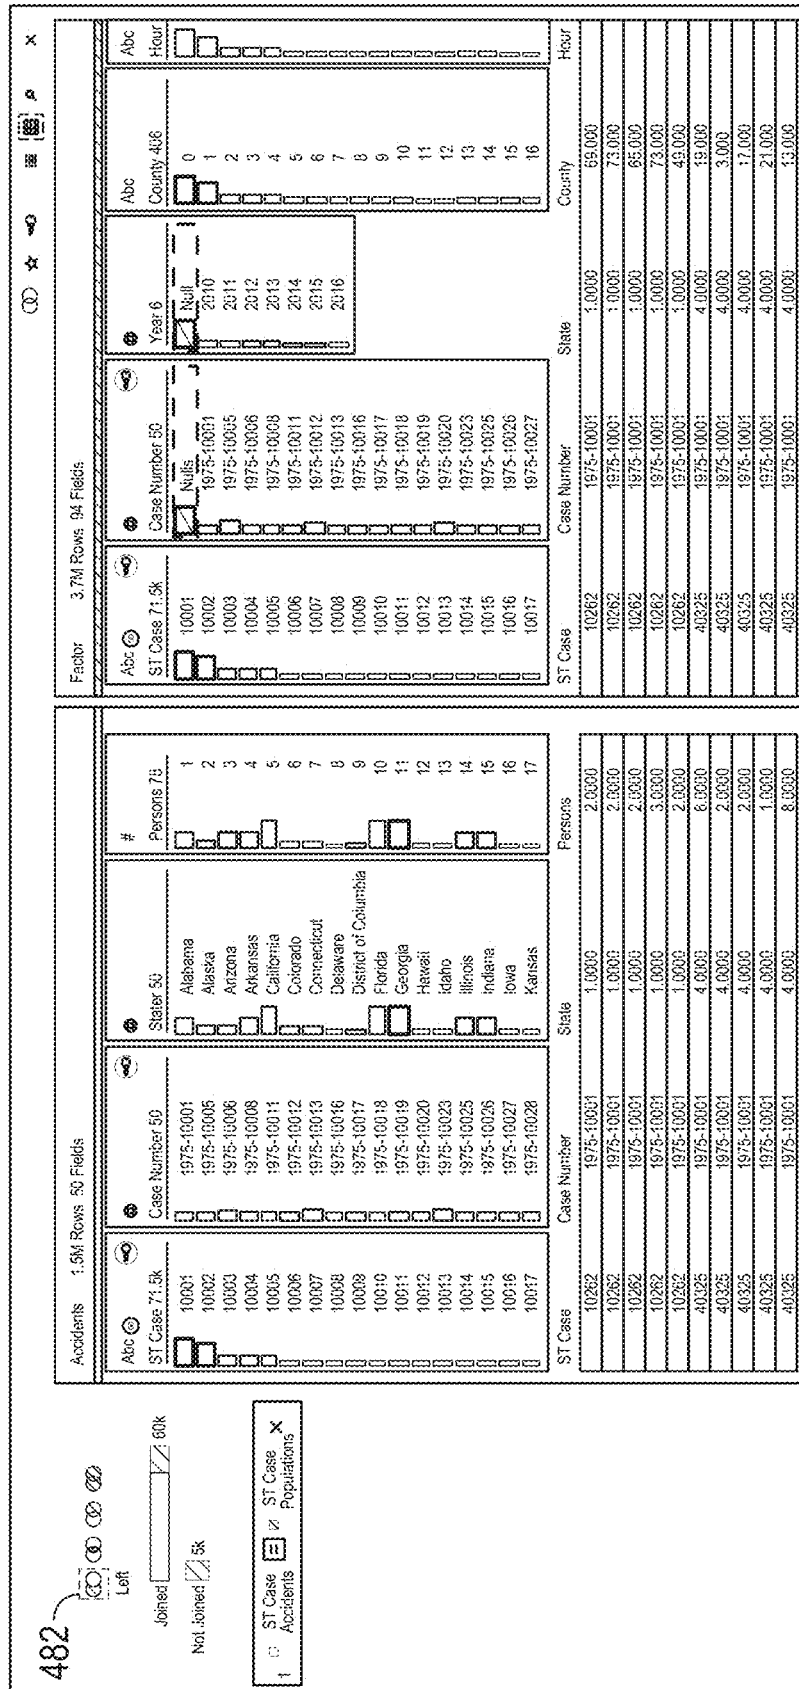 482
Left
Joined 60k
Not Joined 5k
1 ST Case Accidents = ST Case Populations X
Accidents 1.5M Rows 50 Fields
Abc
ST Case 71.5k
10001
10002
10003
10004
10005
10006
10007
10008
10009
10010
10011
10012
10013
10014
10015
10016
10017
Case Number 50
1975-10001
1975-10005
1975-10006
1975-10008
1975-10011
1975-10012
1975-10013
1975-10016
1975-10017
1975-10018
1975-10019
1975-10020
1975-10023
1975-10025
1975-10026
1975-10027
1975-10028
Stater 50
Alabama
Alaska
Arizona
Arkansas
California
Colorado
Connecticut
Delaware
District of Columbia
Florida
Georgia
Hawaii
Idaho
Illinois
Indiana
Iowa
Kansas
#
Persons 78
1
2
3
4
5
6
7
8
9
10
11
12
13
14
15
16
17
ST Case Case Number State Persons
10262 1975-10001 1.0000 2.0000
10262 1975-10001 1.0000 2.0000
10262 1975-10001 1.0000 2.0000
10262 1975-10001 1.0000 3.0000
10262 1975-10001 1.0000 2.0000
40325 1975-10001 4.0000 6.0000
40325 1975-10001 4.0000 2.0000
40325 1975-10001 4.0000 2.0000
40325 1975-10001 4.0000 1.0000
40325 1975-10001 4.0000 8.0000
Factor 3.7M Rows 94 Fields
Abc
ST Case 71.5k
10001
10002
10003
10004
10005
10006
10007
10008
10009
10010
10011
10012
10013
10014
10015
10016
10017
Case Number 50
Nulls
1975-10001
1975-10005
1975-10006
1975-10008
1975-10011
1975-10012
1975-10013
1975-10016
1975-10017
1975-10018
1975-10019
1975-10020
1975-10023
1975-10025
1975-10026
1975-10027
Year 6
Null
2010
2011
2012
2013
2014
2015
2016
Abc
County 406
0
1
2
3
4
5
6
7
8
9
10
11
12
13
14
15
16
Abc
Hour
ST Case Case Number State County Hour
10262 1975-10001 1.0000 69.000
10262 1975-10001 1.0000 73.000
10262 1975-10001 1.0000 65.000
10262 1975-10001 1.0000 73.000
10262 1975-10001 1.0000 49.000
40325 1975-10001 4.0000 19.000
40325 1975-10001 4.0000 3.000
40325 1975-10001 4.0000 17.000
40325 1975-10001 4.0000 21.000
40325 1975-10001 4.0000 13.000